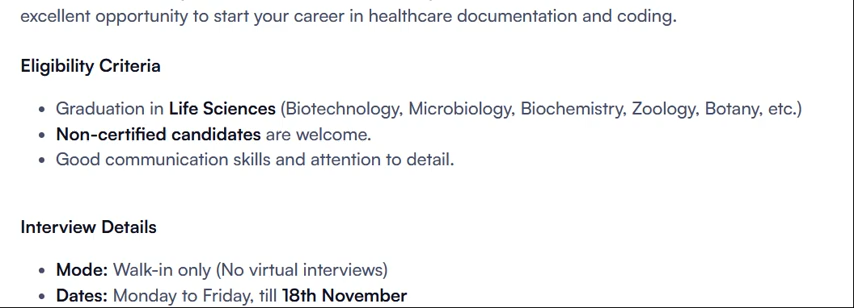 excellent opportunity to start your career in healthcare documentation and coding.
Eligibility Criteria
• Graduation in Life Sciences (Biotechnology, Microbiology, Biochemistry, Zoology, Botany, etc.)
• Non-certified candidates are welcome.
• Good communication skills and attention to detail.
Interview Details
• Mode: Walk-in only (No virtual interviews)
• Dates: Monday to Friday, till 18th November